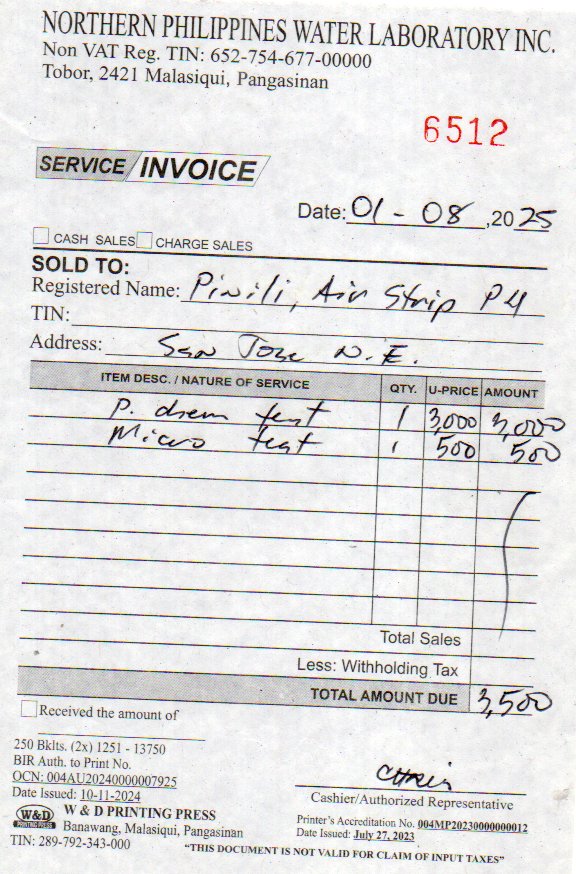 NORTHERN PHILIPPINES WATER LABORATORY INC.
Non VAT Reg. TIN: 652-754-677-00000
Tobor, 2421 Malasiqui, Pangasinan
6512
SERVICE INVOICE
Date: 01 - 08, 2025
CASH SALES CHARGE SALES
SOLD TO:
Registered Name: Pinili, Air Strip P4
TIN:
Address: San Jose N.E.
ITEM DESC. / NATURE OF SERVICE QTY. U-PRICE AMOUNT
P. chem test 1 3,000 3,000
Micro test 1 500 500
Total Sales
Less: Withholding Tax
TOTAL AMOUNT DUE 3,500
Received the amount of
250 Bklts. (2x) 1251 - 13750
BIR Auth. to Print No.
OCN: 004AU20240000007925
Date Issued: 10-11-2024
W&D PRINTING PRESS
W & D PRINTING PRESS
Banawang, Malasiqui, Pangasinan
TIN: 289-792-343-000
Chris
Cashier/Authorized Representative
Printer's Accreditation No. 004MP20230000000012
Date Issued: July 27, 2023
"THIS DOCUMENT IS NOT VALID FOR CLAIM OF INPUT TAXES"